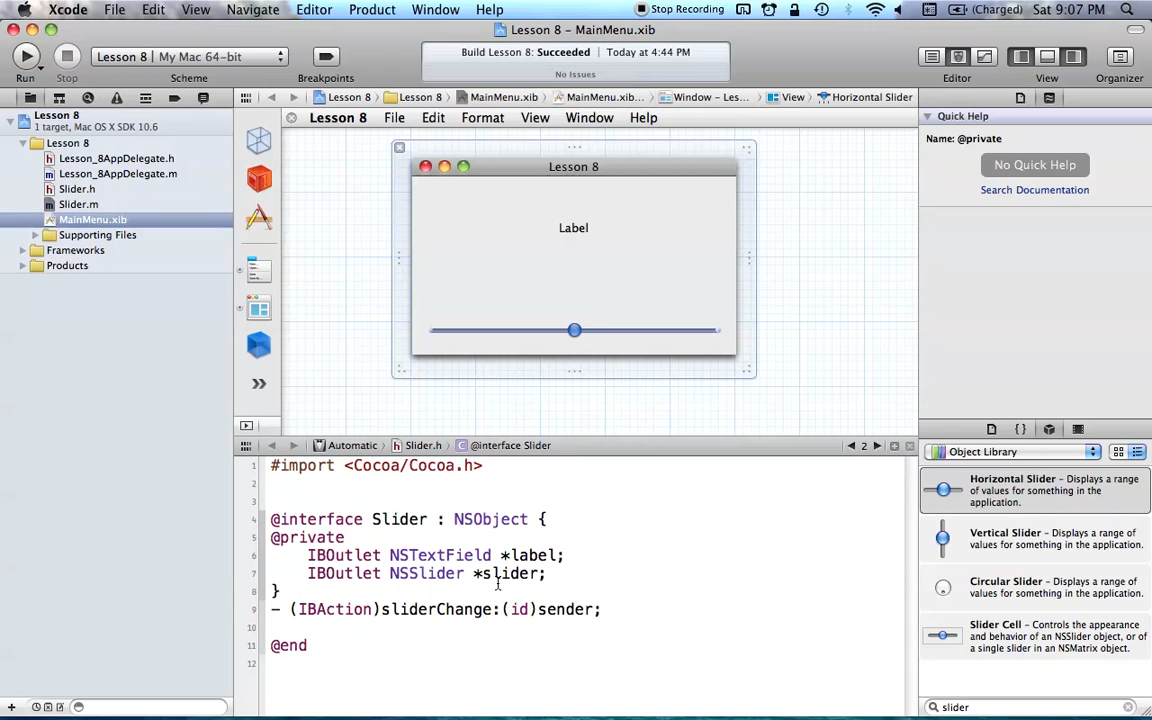 Xcode File Edit View Navigate Editor Product Window Help Stop Recording (Charged) Sat 9:07 PM
Lesson 8 – MainMenu.xib
Run Stop Lesson 8 My Mac 64-bit Scheme Breakpoints
Build Lesson 8: Succeeded Today at 4:44 PM
No Issues
Editor View Organizer
Lesson 8 Lesson 8 MainMenu.xib MainMenu.xib... Window – Les... View Horizontal Slider
Lesson 8
1 target, Mac OS X SDK 10.6
Lesson 8
Lesson_8AppDelegate.h
Lesson_8AppDelegate.m
Slider.h
Slider.m
MainMenu.xib
Supporting Files
Frameworks
Products
Lesson 8 File Edit Format View Window Help
Lesson 8
Label
Quick Help
Name: @private
No Quick Help
Search Documentation
Automatic Slider.h @interface Slider 2
1 #import <Cocoa/Cocoa.h>
2
3
4 @interface Slider : NSObject {
5 @private
6 IBOutlet NSTextField *label;
7 IBOutlet NSSlider *slider;
8 }
9 – (IBAction)sliderChange:(id)sender;
10
11 @end
12
Object Library
Horizontal Slider – Displays a
range of values for something in
the application.
Vertical Slider – Displays a
range of values for something in
the application.
Circular Slider – Displays a
range of values for something in
the application.
Slider Cell – Controls the
appearance and behavior of an
NSSlider object, or of a single
slider in an NSMatrix object.
slider